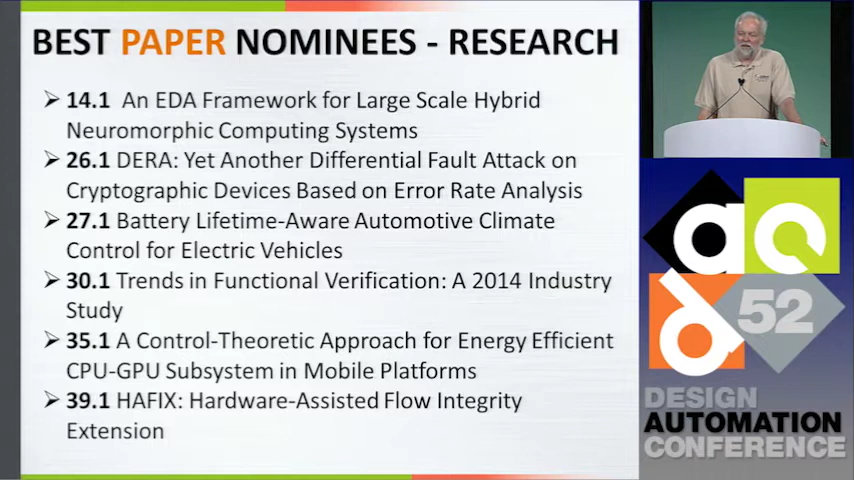 BEST PAPER NOMINEES - RESEARCH
➢ 14.1 An EDA Framework for Large Scale Hybrid
Neuromorphic Computing Systems
➢ 26.1 DERA: Yet Another Differential Fault Attack on
Cryptographic Devices Based on Error Rate Analysis
➢ 27.1 Battery Lifetime-Aware Automotive Climate
Control for Electric Vehicles
➢ 30.1 Trends in Functional Verification: A 2014 Industry
Study
➢ 35.1 A Control-Theoretic Approach for Energy Efficient
CPU-GPU Subsystem in Mobile Platforms
➢ 39.1 HAFIX: Hardware-Assisted Flow Integrity
Extension
dac
52
DESIGN
AUTOMATION
CONFERENCE